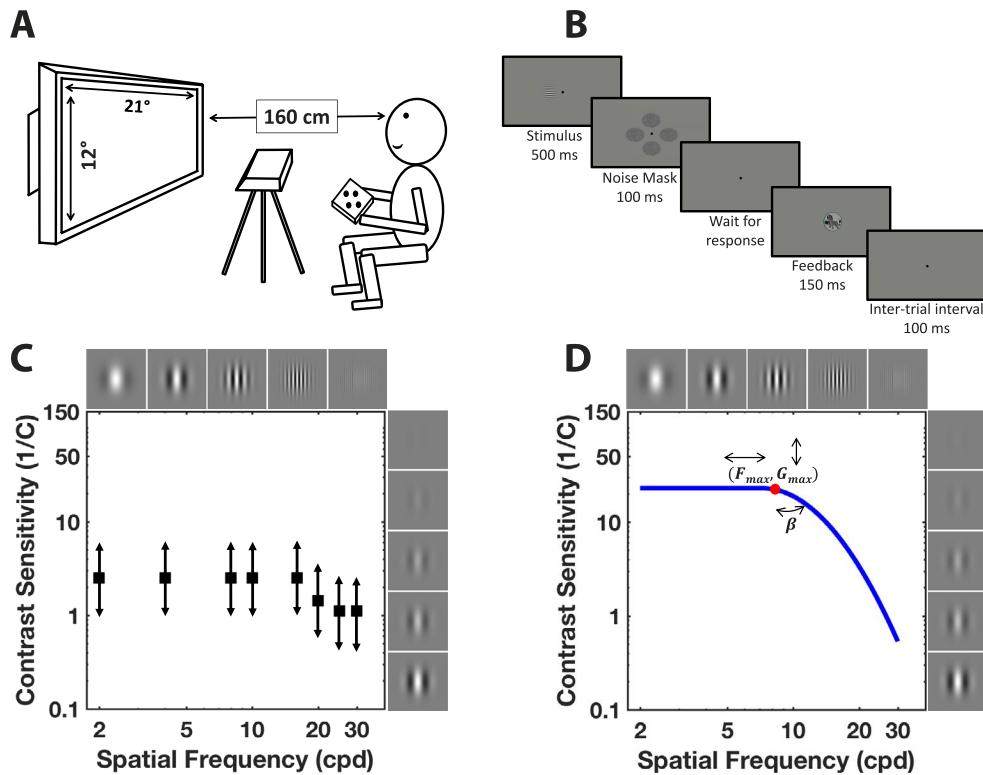 A
21°
12°
160 cm
B
Stimulus
500 ms
Noise Mask
100 ms
Wait for
response
Feedback
150 ms
Inter-trial interval
100 ms
C
Contrast Sensitivity (1/C)
150
50
10
1
0.1
2 5 10 20 30
Spatial Frequency (cpd)
D
Contrast Sensitivity (1/C)
150
50
10
1
0.1
(F_max, G_max)
β
2 5 10 20 30
Spatial Frequency (cpd)